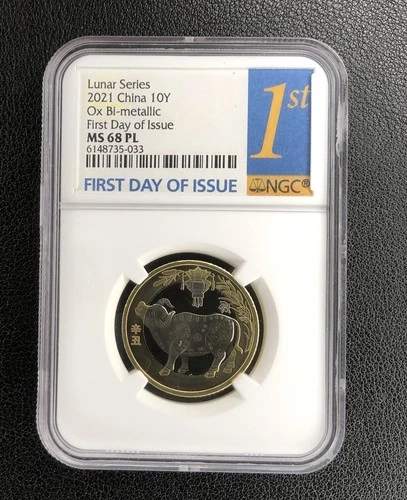 Lunar Series
2021 China 10Y
Ox Bi-metallic
First Day of Issue
MS 68 PL
6148735-033
1st
FIRST DAY OF ISSUE
NGC®
辛
丑